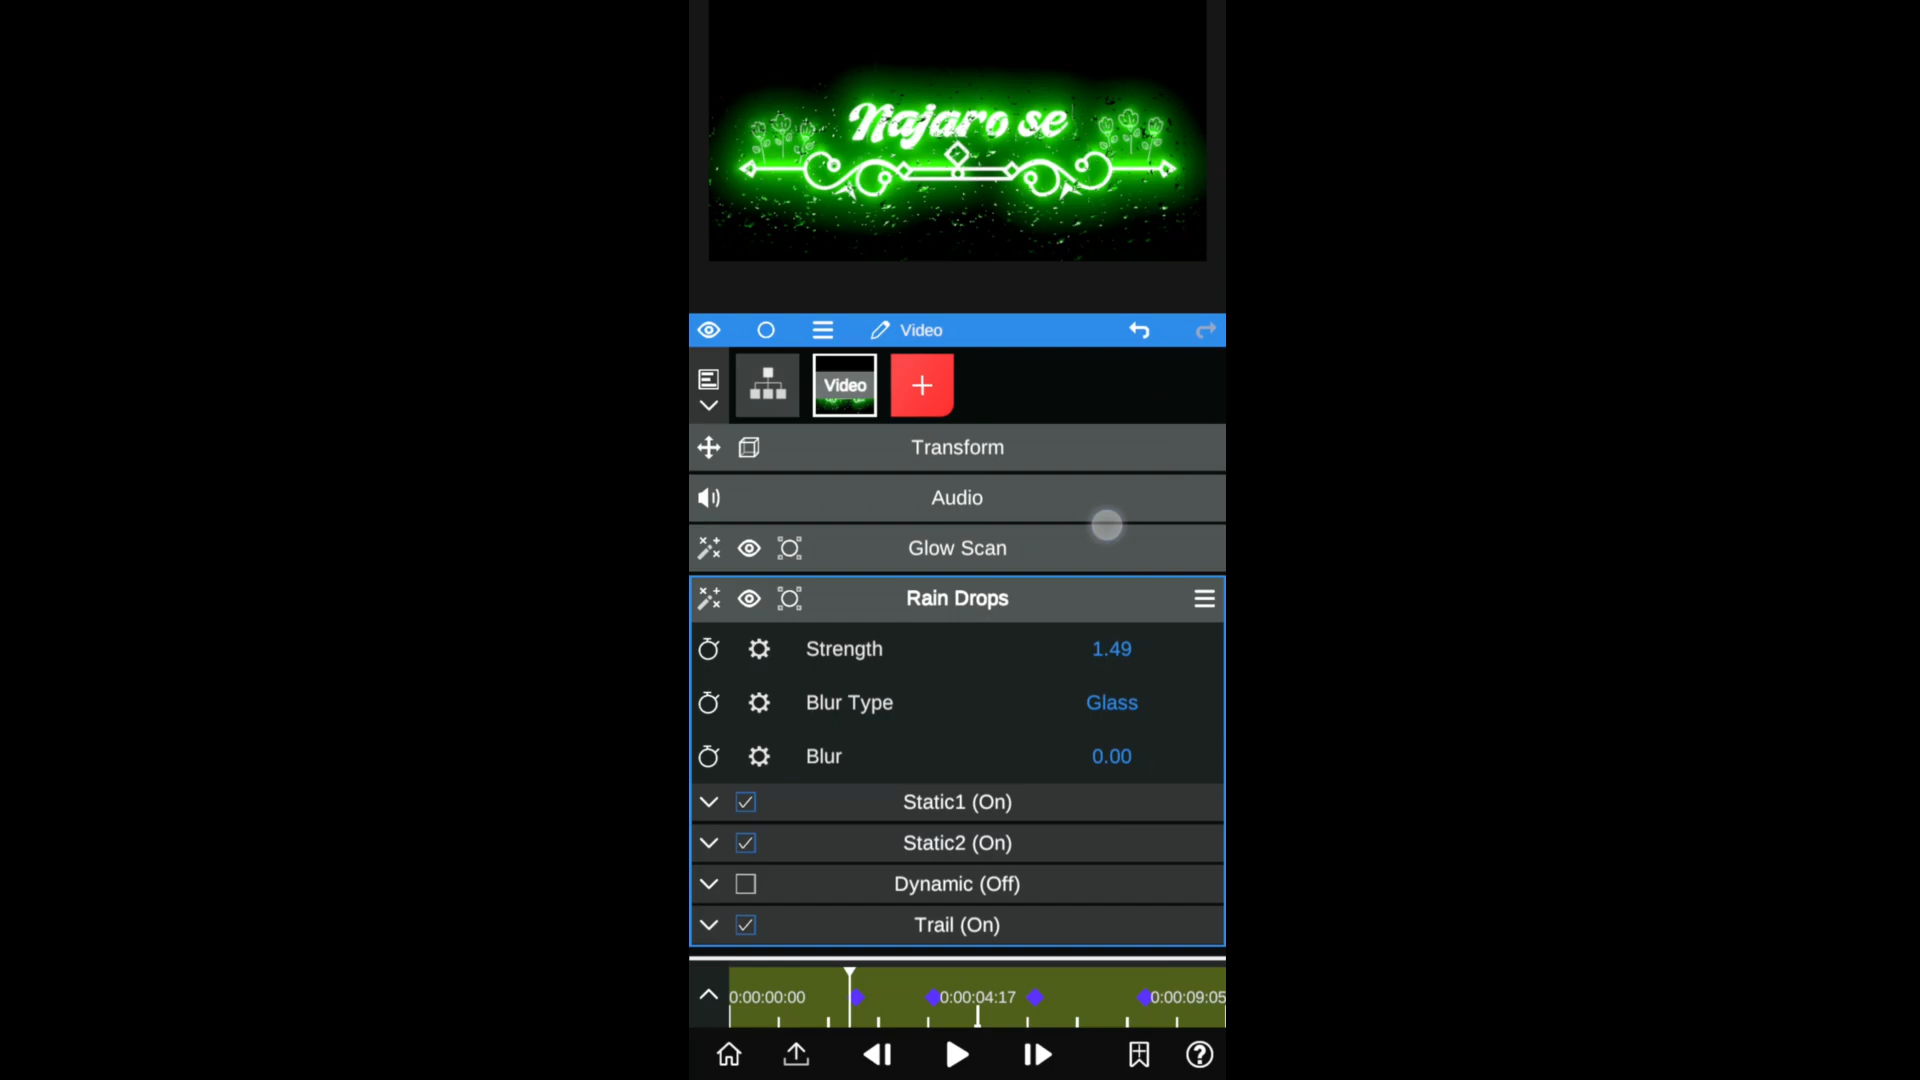 Najaro se
Video
Video
Transform
Audio
Glow Scan
Rain Drops
Strength 1.49
Blur Type Glass
Blur 0.00
Static1 (On)
Static2 (On)
Dynamic (Off)
Trail (On)
0:00:00:00 0:00:04:17 0:00:09:05